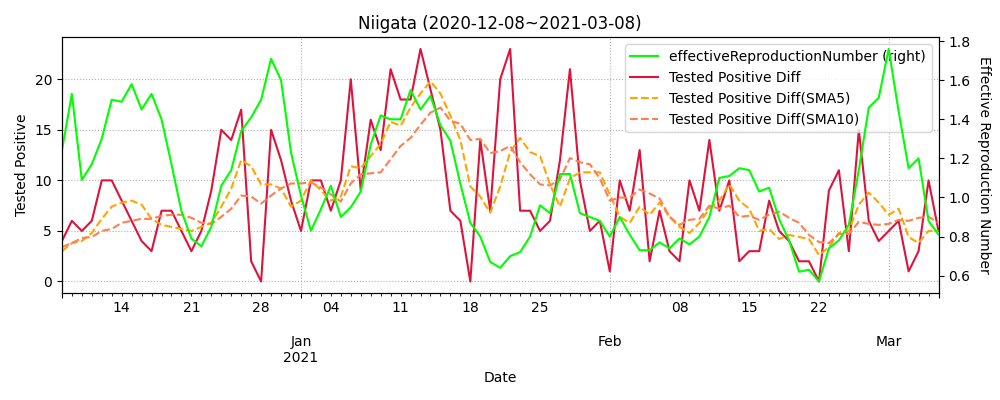 Niigata (2020-12-08~2021-03-08)
effectiveReproductionNumber (right)
Tested Positive Diff
Tested Positive Diff(SMA5)
Tested Positive Diff(SMA10)
Tested Positive
20
15
10
5
0
1.8
1.6
1.4
1.2
1.0
0.8
0.6
Effective Reproduction Number
14 21 28 04 11 18 25 08 15 22
Jan Feb Mar
2021
Date